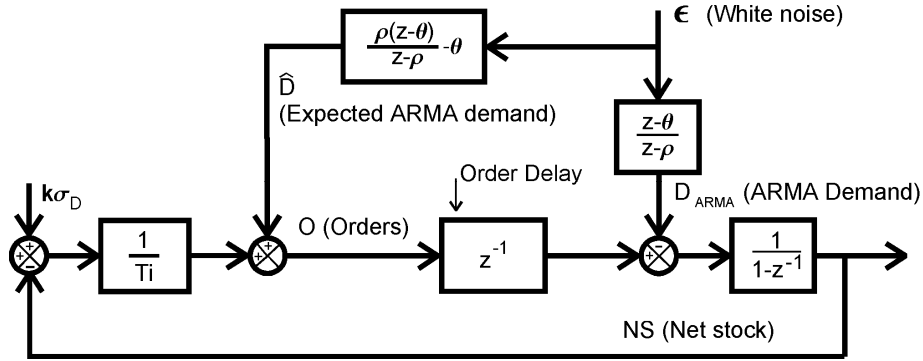 ϵ (White noise)
ρ(z-θ)
z-ρ
-θ
D̂
(Expected ARMA demand)
z-θ
z-ρ
Order Delay
kσD
D ARMA (ARMA Demand)
O (Orders)
+
+
-
1
Ti
+
+
z-1
+
-
1
1-z-1
NS (Net stock)